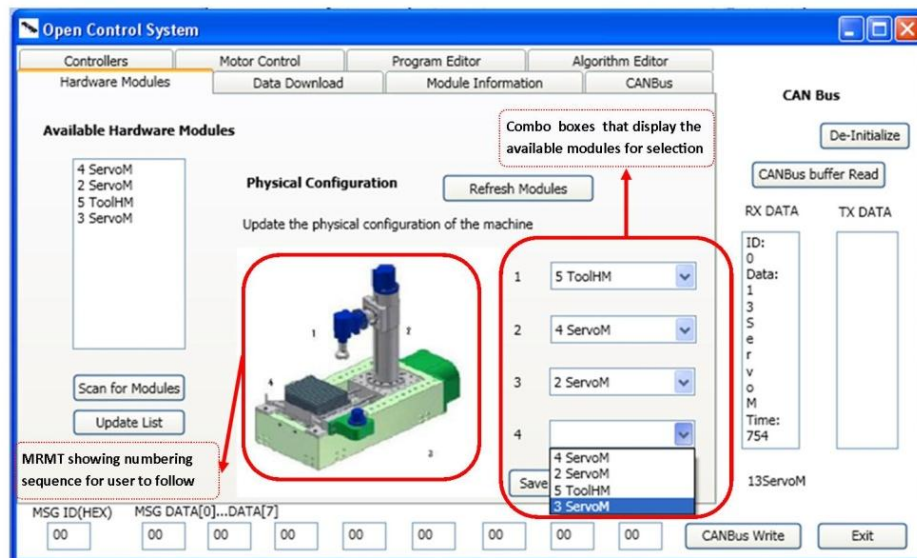 Open Control System
Controllers
Motor Control
Program Editor
Algorithm Editor
Hardware Modules
Data Download
Module Information
CANBus
CAN Bus
Available Hardware Modules
Combo boxes that display the
available modules for selection
De-Initialize
4 ServoM
2 ServoM
5 ToolHM
3 ServoM
Physical Configuration
Refresh Modules
CANBus buffer Read
RX DATA
TX DATA
Update the physical configuration of the machine
ID:
0
Data:
1
3
S
e
r
v
o
M
Time:
754
1
5 ToolHM
2
4 ServoM
3
2 ServoM
4
4 ServoM
2 ServoM
5 ToolHM
3 ServoM
1
2
4
3
Scan for Modules
Update List
MRMT showing numbering
sequence for user to follow
Save
13ServoM
MSG ID(HEX)
MSG DATA[0]...DATA[7]
00
00
00
00
00
00
00
00
00
CANBus Write
Exit